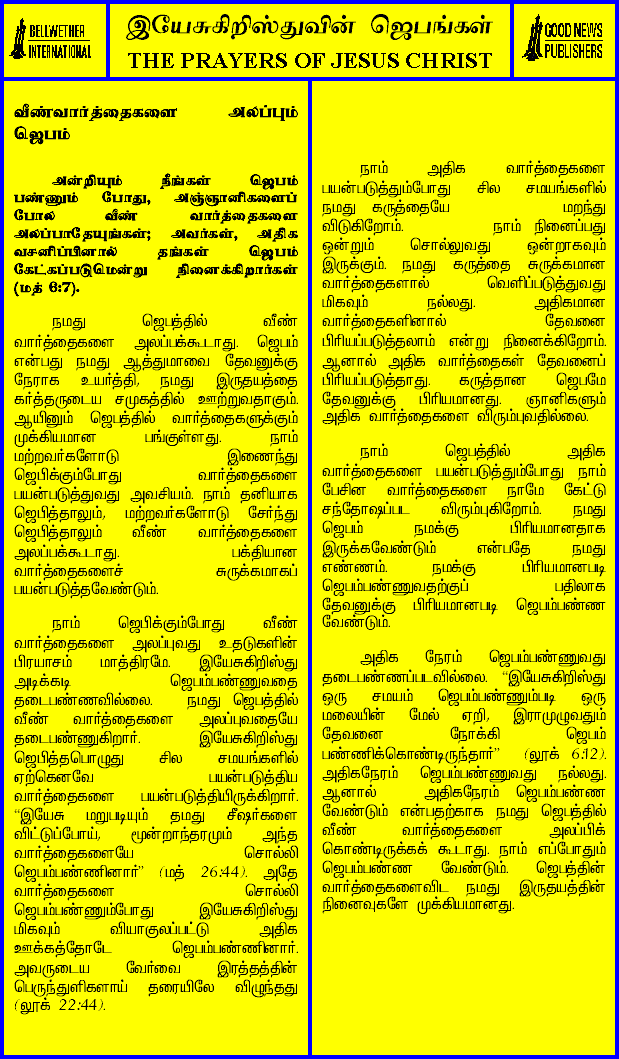 BELLWETHER
INTERNATIONAL
இயேசுகிறிஸ்துவின் ஜெபங்கள்
THE PRAYERS OF JESUS CHRIST
GOOD NEWS
PUBLISHERS
வீண்வார்த்தைகளை அலப்பும்
ஜெபம்
அன்றியும் நீங்கள் ஜெபம்
பண்ணும் போது, அஞ்ஞானிகளைப்
போல வீண் வார்த்தைகளை
அலப்பாதேயுங்கள்; அவர்கள், அதிக
வசனிப்பினால் தங்கள் ஜெபம்
கேட்கப்படுமென்று நினைக்கிறார்கள்
(மத் 6:7).
நமது ஜெபத்தில் வீண்
வார்த்தைகளை அலப்பக்கூடாது. ஜெபம்
என்பது நமது ஆத்துமாவை தேவனுக்கு
நேராக உயர்த்தி, நமது இருதயத்தை
கர்த்தருடைய சமுகத்தில் ஊற்றுவதாகும்.
ஆயினும் ஜெபத்தில் வார்த்தைகளுக்கும்
முக்கியமான பங்குள்ளது. நாம்
மற்றவர்களோடு இணைந்து
ஜெபிக்கும்போது வார்த்தைகளை
பயன்படுத்துவது அவசியம். நாம் தனியாக
ஜெபித்தாலும், மற்றவர்களோடு சேர்ந்து
ஜெபித்தாலும் வீண் வார்த்தைகளை
அலப்பக்கூடாது. பக்தியான
வார்த்தைகளைச் சுருக்கமாகப்
பயன்படுத்தவேண்டும்.
நாம் ஜெபிக்கும்போது வீண்
வார்த்தைகளை அலப்புவது உதடுகளின்
பிரயாசம் மாத்திரமே. இயேசுகிறிஸ்து
அடிக்கடி ஜெபம்பண்ணுவதை
தடைபண்ணவில்லை. நமது ஜெபத்தில்
வீண் வார்த்தைகளை அலப்புவதையே
தடைபண்ணுகிறார். இயேசுகிறிஸ்து
ஜெபித்தபொழுது சில சமயங்களில்
ஏற்கெனவே பயன்படுத்திய
வார்த்தைகளை பயன்படுத்தியிருக்கிறார்.
“இயேசு மறுபடியும் தமது சீஷர்களை
விட்டுப்போய், மூன்றாந்தரமும் அந்த
வார்த்தைகளையே சொல்லி
ஜெபம்பண்ணினார்” (மத் 26:44). அதே
வார்த்தைகளை சொல்லி
ஜெபம்பண்ணும்போது இயேசுகிறிஸ்து
மிகவும் வியாகுலப்பட்டு அதிக
ஊக்கத்தோடே ஜெபம்பண்ணினார்.
அவருடைய வேர்வை இரத்தத்தின்
பெருந்துளிகளாய் தரையிலே விழுந்தது
(லூக் 22:44).
நாம் அதிக வார்த்தைகளை
பயன்படுத்தும்போது சில சமயங்களில்
நமது கருத்தையே மறந்து
விடுகிறோம். நாம் நினைப்பது
ஒன்றும் சொல்லுவது ஒன்றாகவும்
இருக்கும். நமது கருத்தை சுருக்கமான
வார்த்தைகளால் வெளிப்படுத்துவது
மிகவும் நல்லது. அதிகமான
வார்த்தைகளினால் தேவனை
பிரியப்படுத்தலாம் என்று நினைக்கிறோம்.
ஆனால் அதிக வார்த்தைகள் தேவனைப்
பிரியப்படுத்தாது. கருத்தான ஜெபமே
தேவனுக்கு பிரியமானது. ஞானிகளும்
அதிக வார்த்தைகளை விரும்புவதில்லை.
நாம் ஜெபத்தில் அதிக
வார்த்தைகளை பயன்படுத்தும்போது நாம்
பேசின வார்த்தைகளை நாமே கேட்டு
சந்தோஷப்பட விரும்புகிறோம். நமது
ஜெபம் நமக்கு பிரியமானதாக
இருக்கவேண்டும் என்பதே நமது
எண்ணம். நமக்கு பிரியமானபடி
ஜெபம்பண்ணுவதற்குப் பதிலாக
தேவனுக்கு பிரியமானபடி ஜெபம்பண்ண
வேண்டும்.
அதிக நேரம் ஜெபம்பண்ணுவது
தடைபண்ணப்படவில்லை. “இயேசுகிறிஸ்து
ஒரு சமயம் ஜெபம்பண்ணும்படி ஒரு
மலையின் மேல் ஏறி, இராமுழுவதும்
தேவனை நோக்கி ஜெபம்
பண்ணிக்கொண்டிருந்தார்” (லூக் 6:12).
அதிகநேரம் ஜெபம்பண்ணுவது நல்லது.
ஆனால் அதிகநேரம் ஜெபம்பண்ண
வேண்டும் என்பதற்காக நமது ஜெபத்தில்
வீண் வார்த்தைகளை அலப்பிக்
கொண்டிருக்கக் கூடாது. நாம் எப்போதும்
ஜெபம்பண்ண வேண்டும். ஜெபத்தின்
வார்த்தைகளைவிட நமது இருதயத்தின்
நினைவுகளே முக்கியமானது.